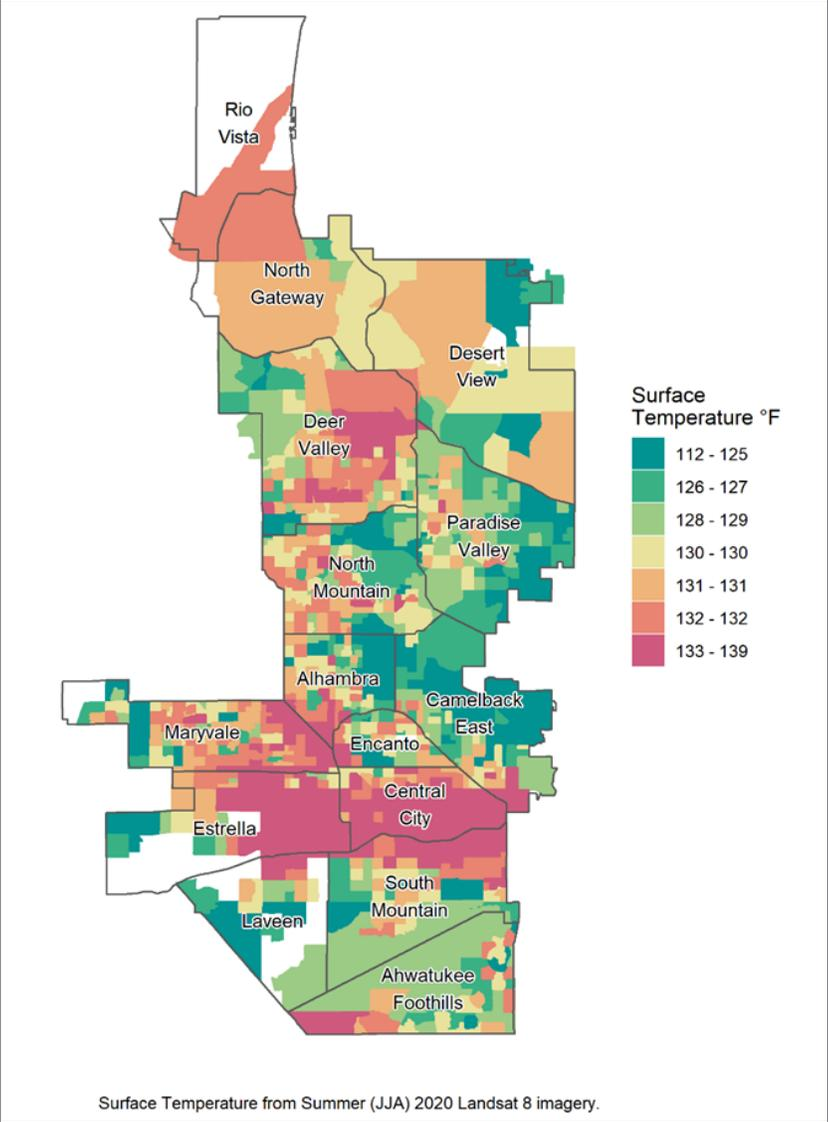 Rio
Vista
North
Gateway
Desert
View
Deer
Valley
Paradise
Valley
North
Mountain
Alhambra
Camelback
East
Maryvale
Encanto
Central
City
Estrella
South
Mountain
Laveen
Ahwatukee
Foothills
Surface
Temperature °F
112 - 125
126 - 127
128 - 129
130 - 130
131 - 131
132 - 132
133 - 139
Surface Temperature from Summer (JJA) 2020 Landsat 8 imagery.